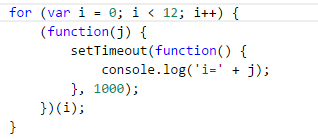 for (var i = 0; i < 12; i++) {
    (function(j) {
        setTimeout(function() {
            console.log('i=' + j);
        }, 1000);
    })(i);
}